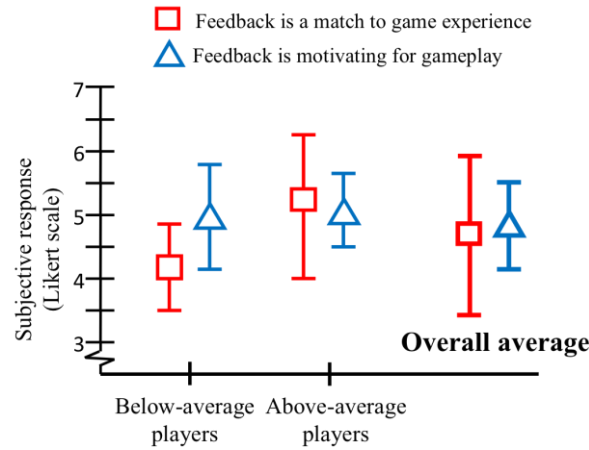 Feedback is a match to game experience
Feedback is motivating for gameplay
7
6
5
4
3
Subjective response
(Likert scale)
Overall average
Below-average
players
Above-average
players